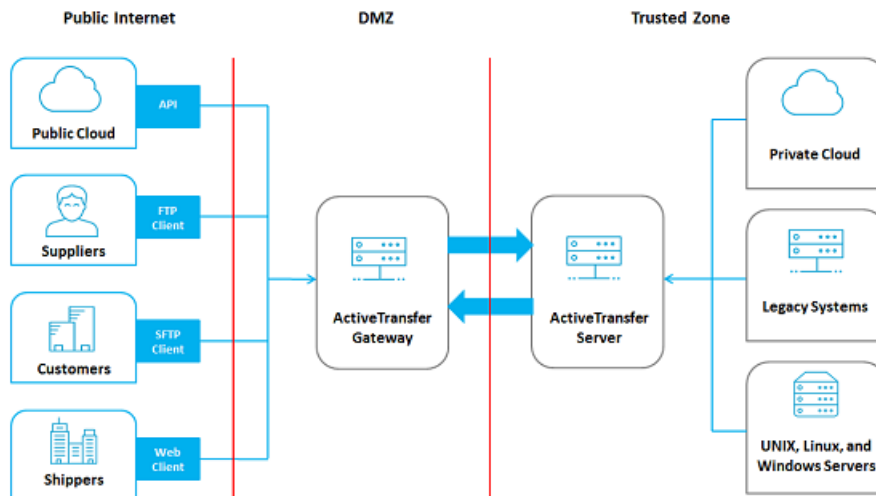 Public Internet
DMZ
Trusted Zone
API
Public Cloud
Private Cloud
FTP
Client
Suppliers
ActiveTransfer
Gateway
ActiveTransfer
Server
Legacy Systems
SFTP
Client
Customers
Web
Client
Shippers
UNIX, Linux, and
Windows Servers